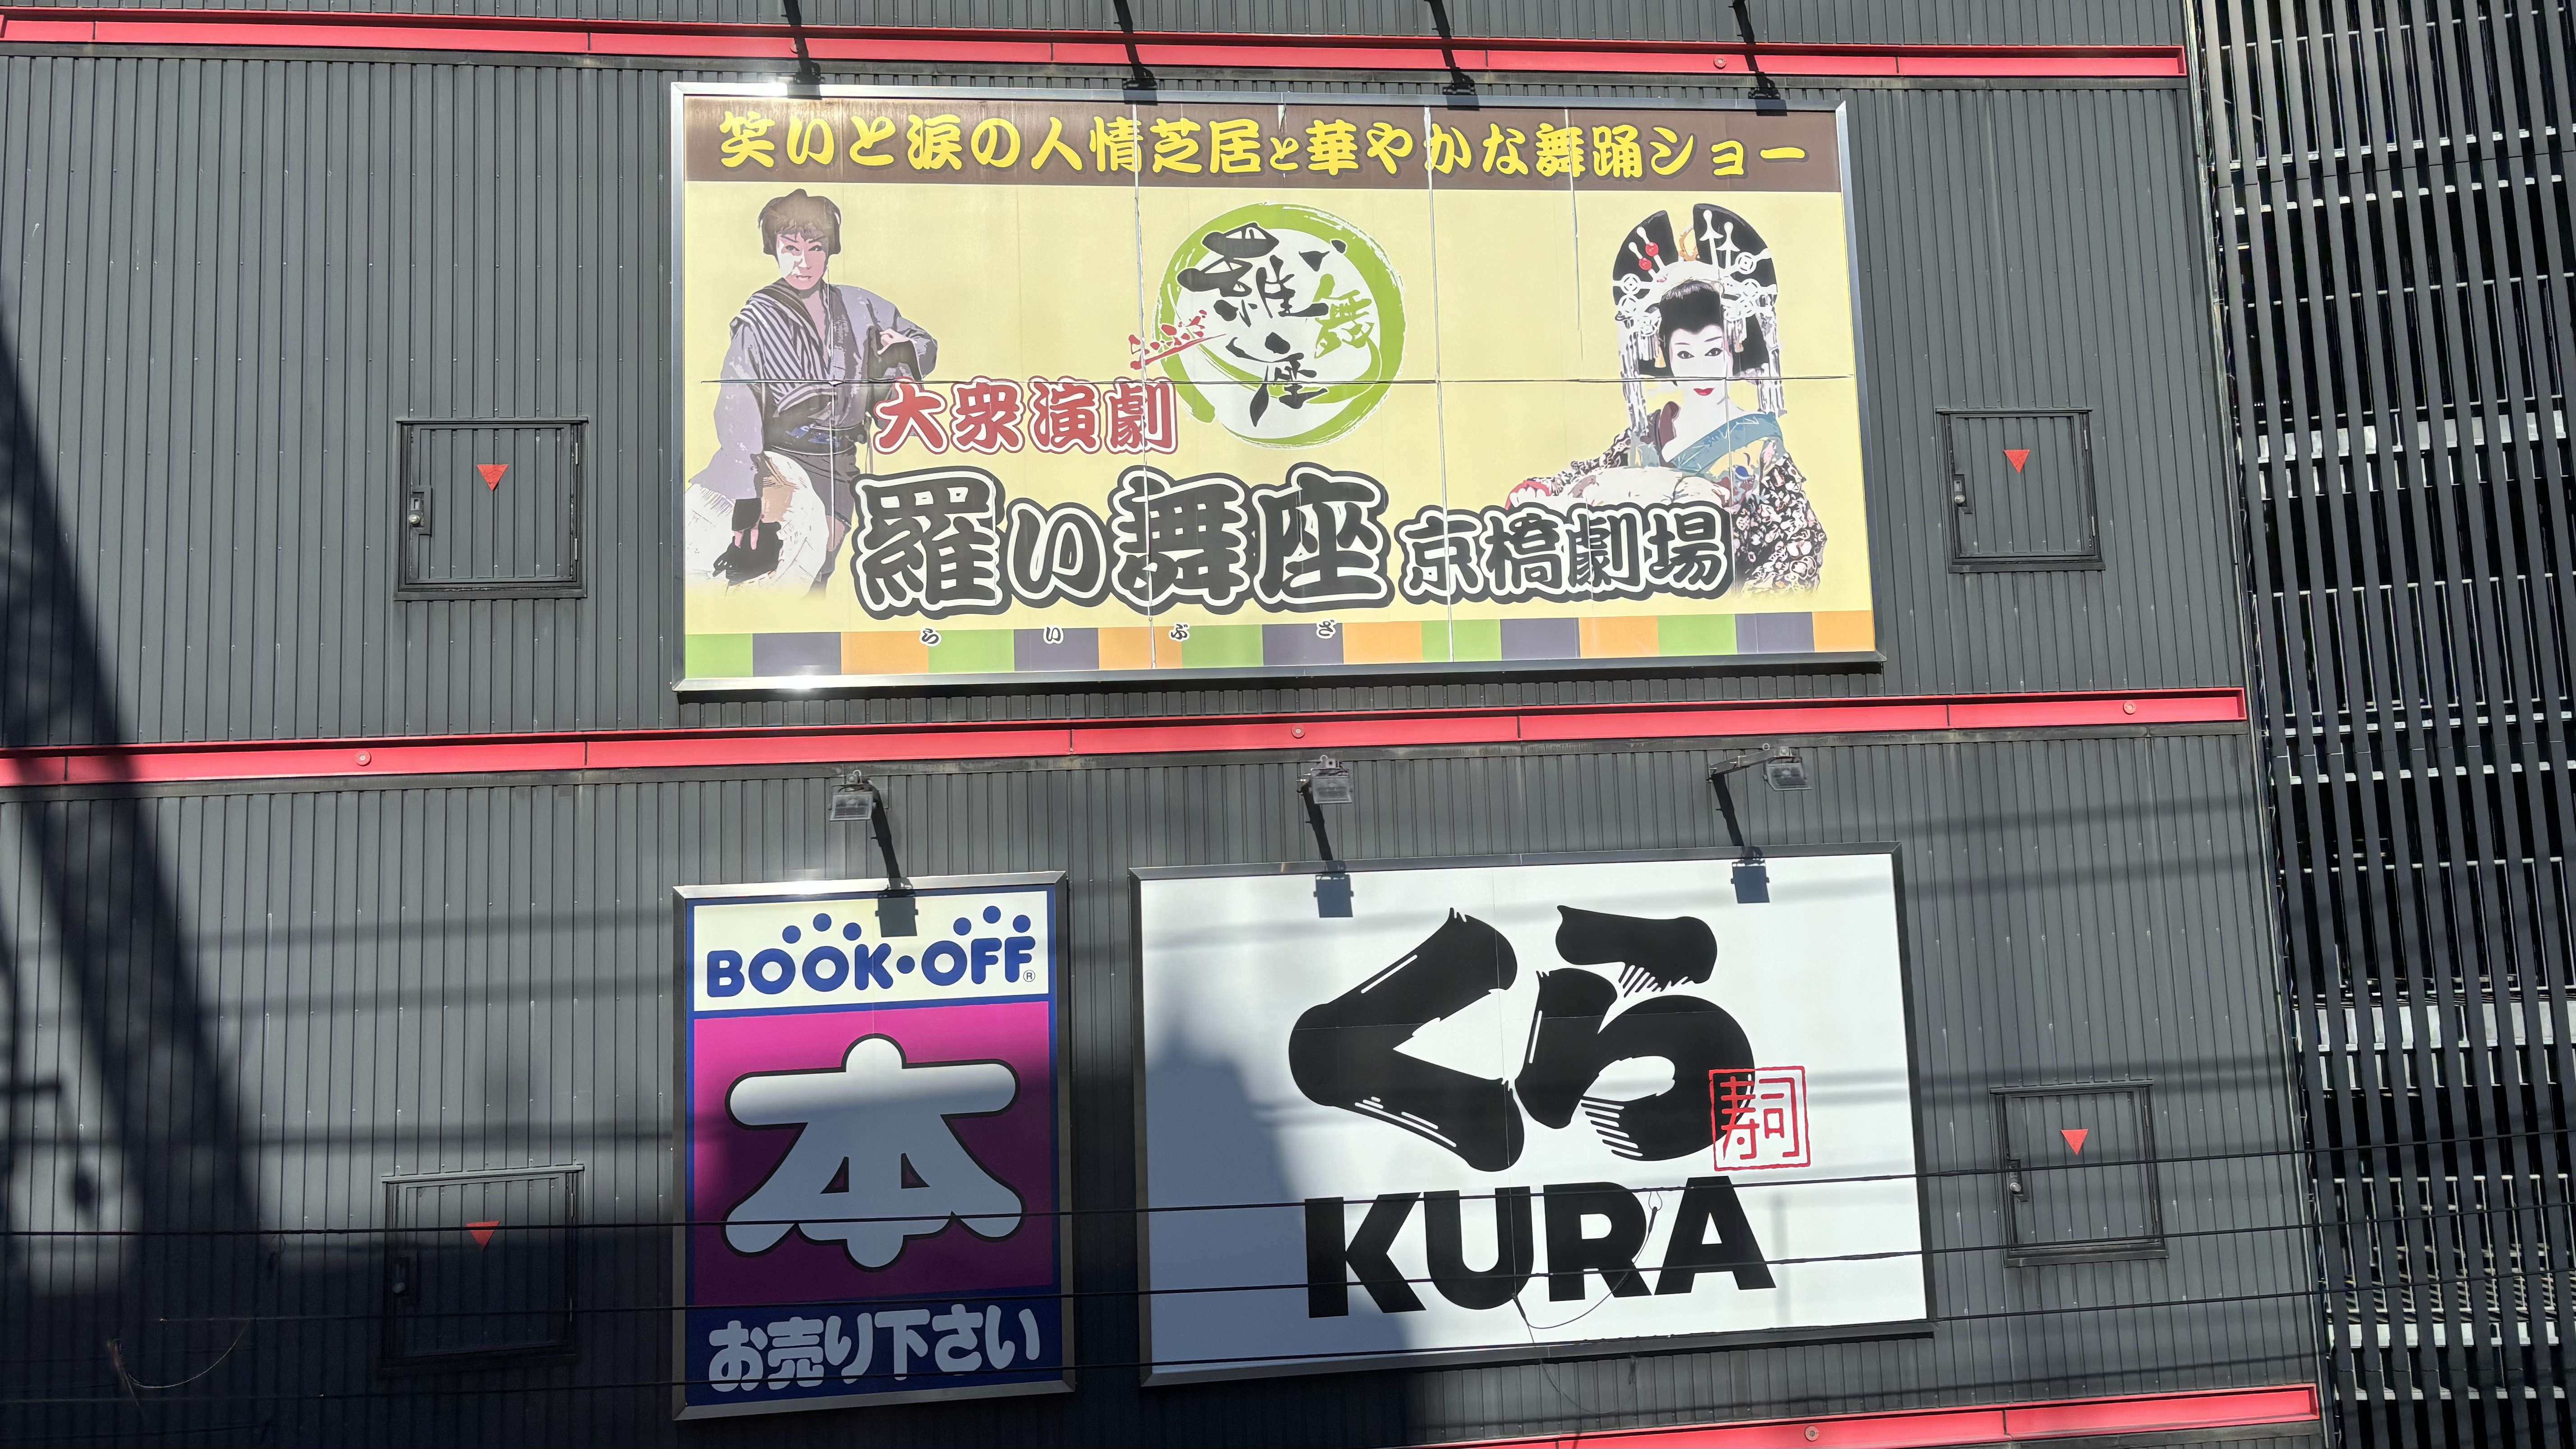 笑いと涙の人情芝居と華やかな舞踊ショー
羅い舞座
大衆演劇
羅い舞座 京橋劇場
らいぶざ
BOOK・OFF®
本
お売り下さい
くら
寿司
KURA